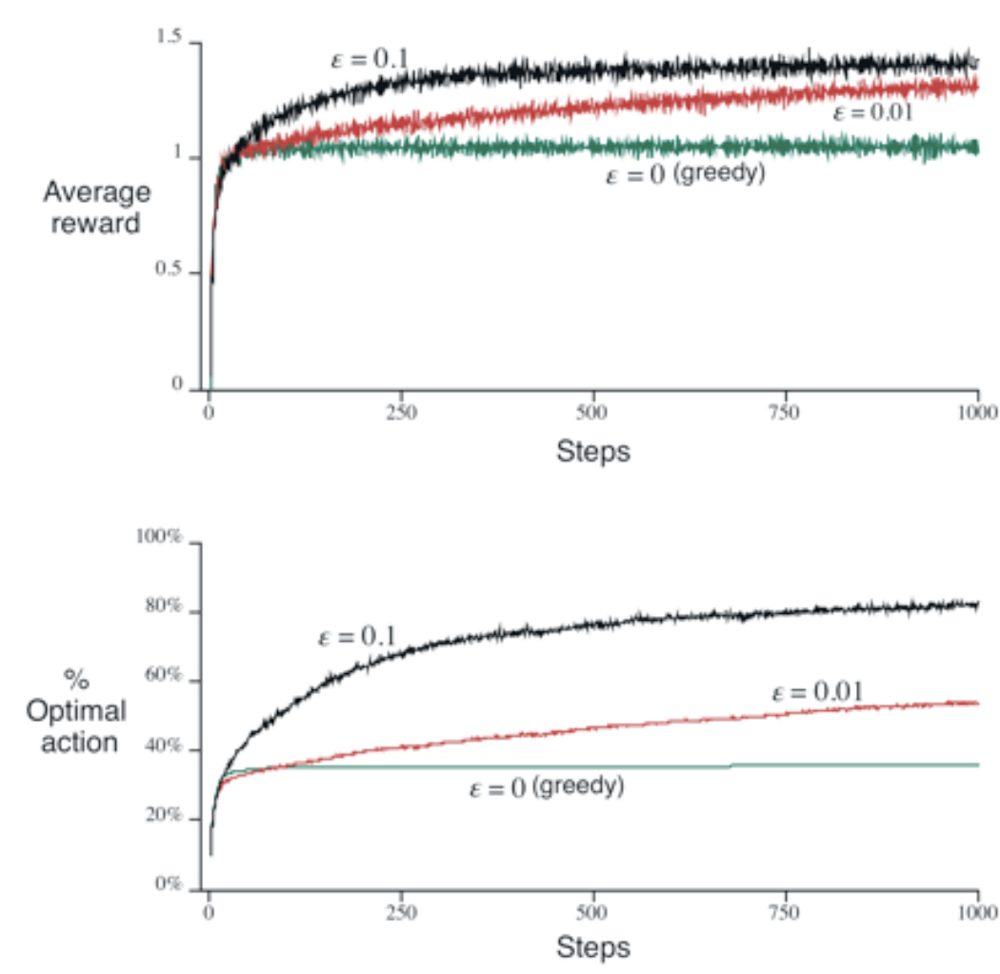 1.5
ε = 0.1
ε = 0.01
1
ε = 0 (greedy)
Average
reward
0.5
0
0
250
500
750
1000
Steps
100%
80%
ε = 0.1
60%
ε = 0.01
%
Optimal
action
40%
ε = 0 (greedy)
20%
0%
0
250
500
750
1000
Steps